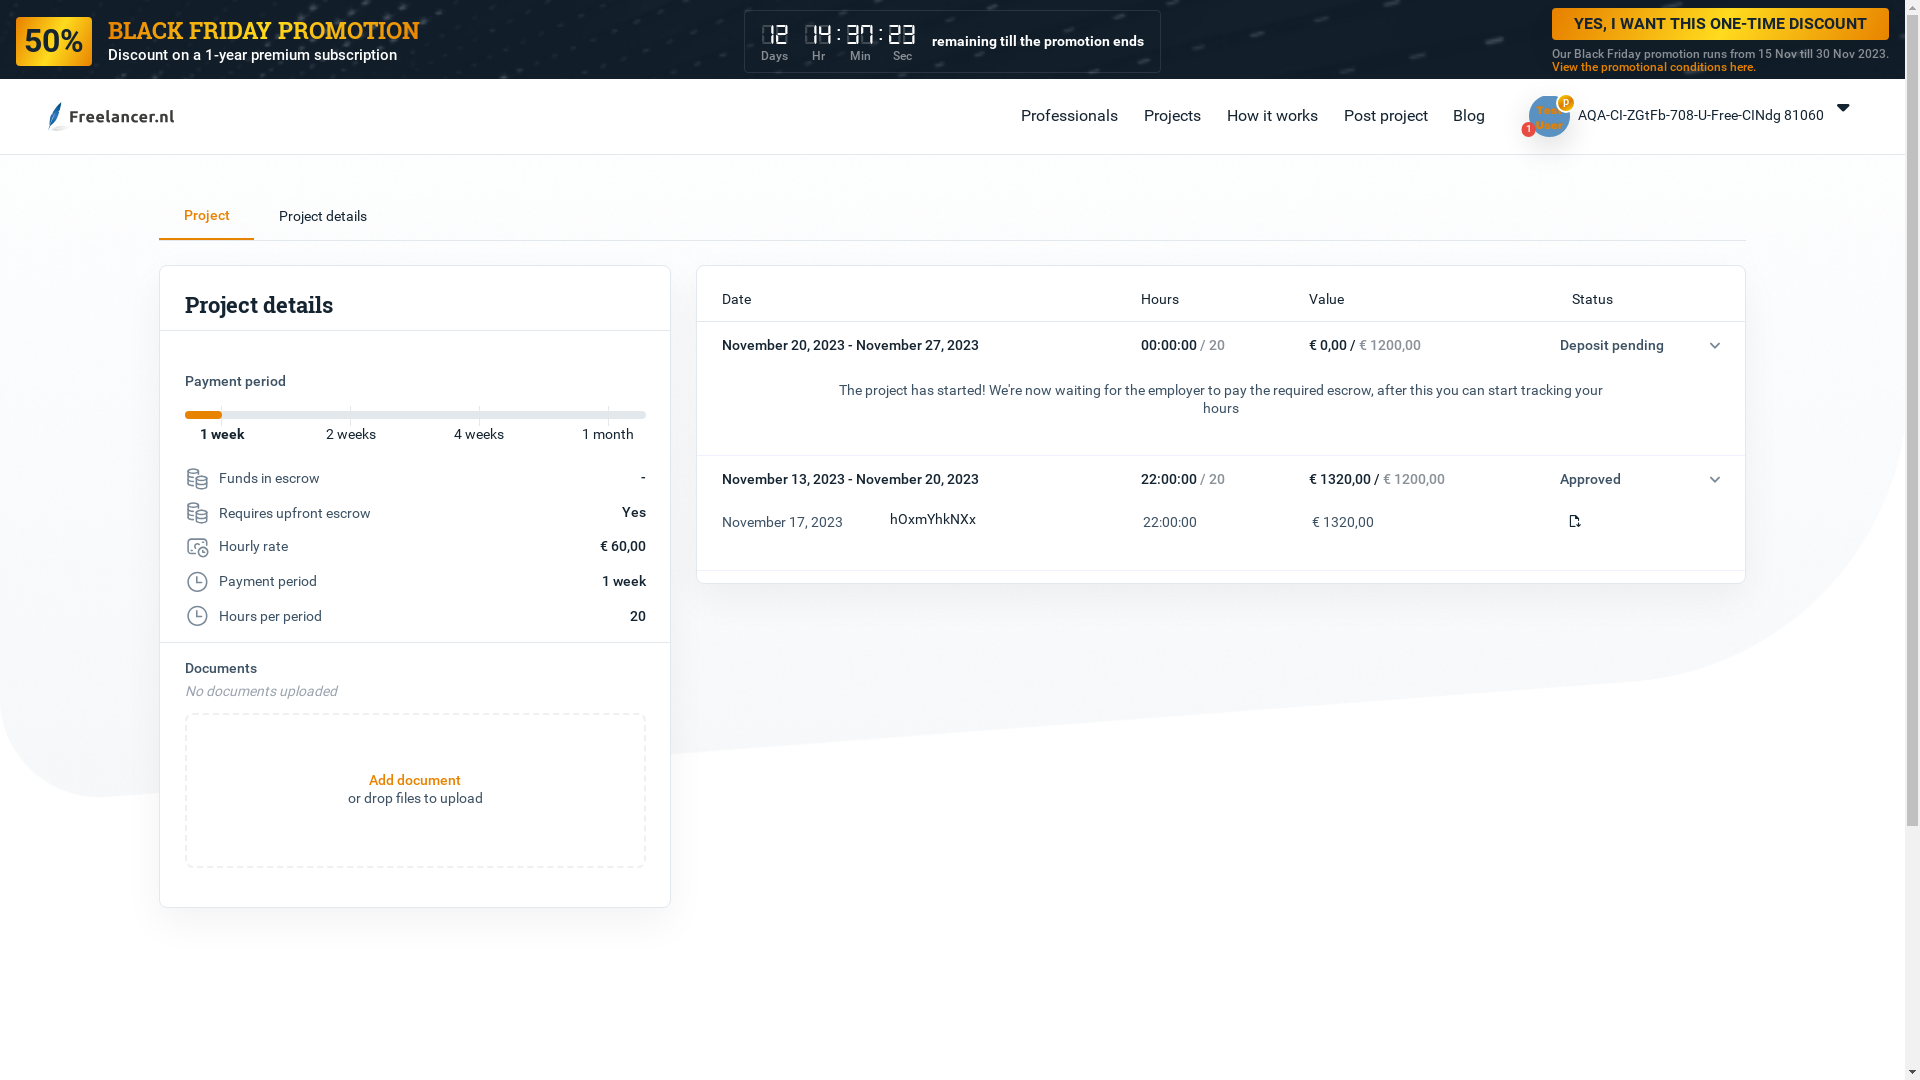 50%
BLACK FRIDAY PROMOTION
Discount on a 1-year premium subscription
12 14 : 37 : 23
Days Hr Min Sec
remaining till the promotion ends
YES, I WANT THIS ONE-TIME DISCOUNT
Our Black Friday promotion runs from 15 Nov till 30 Nov 2023.
View the promotional conditions here.
Freelancer.nl
Professionals Projects How it works Post project Blog
P
1
AQA-CI-ZGtFb-708-U-Free-CINdg 81060
Project Project details
Project details
Payment period
1 week 2 weeks 4 weeks 1 month
Funds in escrow -
Requires upfront escrow Yes
Hourly rate € 60,00
Payment period 1 week
Hours per period 20
Documents
No documents uploaded
Add document
or drop files to upload
Date Hours Value Status
November 20, 2023 - November 27, 2023 00:00:00 / 20 € 0,00 / € 1200,00 Deposit pending
The project has started! We're now waiting for the employer to pay the required escrow, after this you can start tracking your
hours
November 13, 2023 - November 20, 2023 22:00:00 / 20 € 1320,00 / € 1200,00 Approved
November 17, 2023 hOxmYhkNXx 22:00:00 € 1320,00